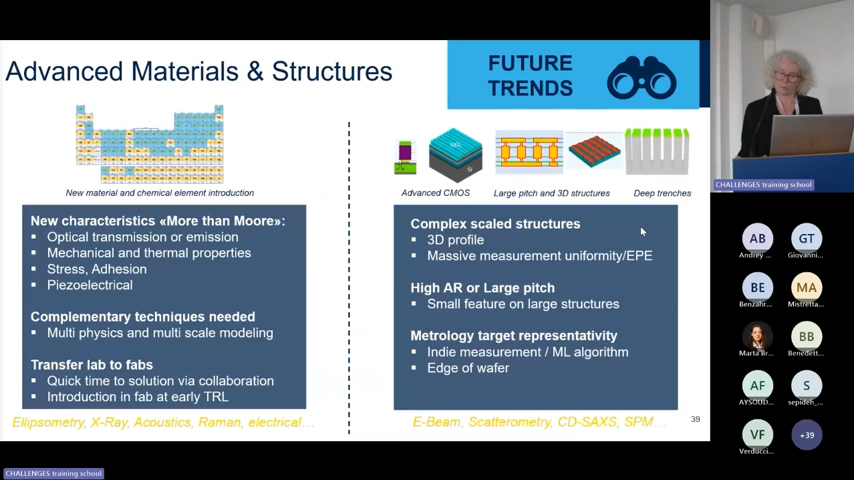 Advanced Materials & Structures
FUTURE
TRENDS
New material and chemical element introduction
Advanced CMOS
Large pitch and 3D structures
Deep trenches
New characteristics «More than Moore»:
▪ Optical transmission or emission
▪ Mechanical and thermal properties
▪ Stress, Adhesion
▪ Piezoelectrical
Complementary techniques needed
▪ Multi physics and multi scale modeling
Transfer lab to fabs
▪ Quick time to solution via collaboration
▪ Introduction in fab at early TRL
Ellipsometry, X-Ray, Acoustics, Raman, electrical…
Complex scaled structures
▪ 3D profile
▪ Massive measurement uniformity/EPE
High AR or Large pitch
▪ Small feature on large structures
Metrology target representativity
▪ Indie measurement / ML algorithm
▪ Edge of wafer
E-Beam, Scatterometry, CD-SAXS, SPM…
39
CHALLENGES training school
AB
Andrey ...
GT
Giovanni...
BE
Benzahr...
MA
Mistretta...
Marta Br...
BB
Benedett...
AF
AYSOUD...
S
sepideh_...
VF
Verducci...
+39
CHALLENGES training school